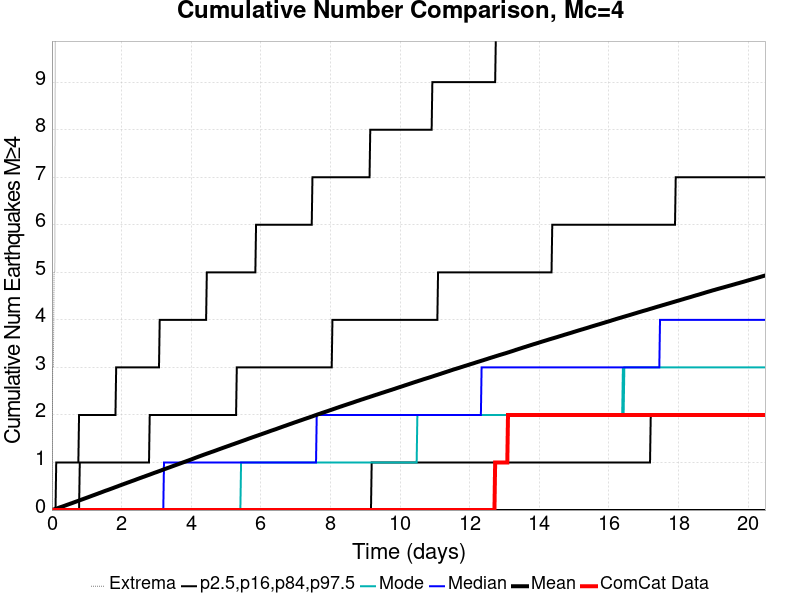 Cumulative Number Comparison, Mc=4
Cumulative Num Earthquakes M≥4
9
8
7
6
5
4
3
2
1
0
0 2 4 6 8 10 12 14 16 18 20
Time (days)
Extrema p2.5,p16,p84,p97.5 Mode Median Mean ComCat Data